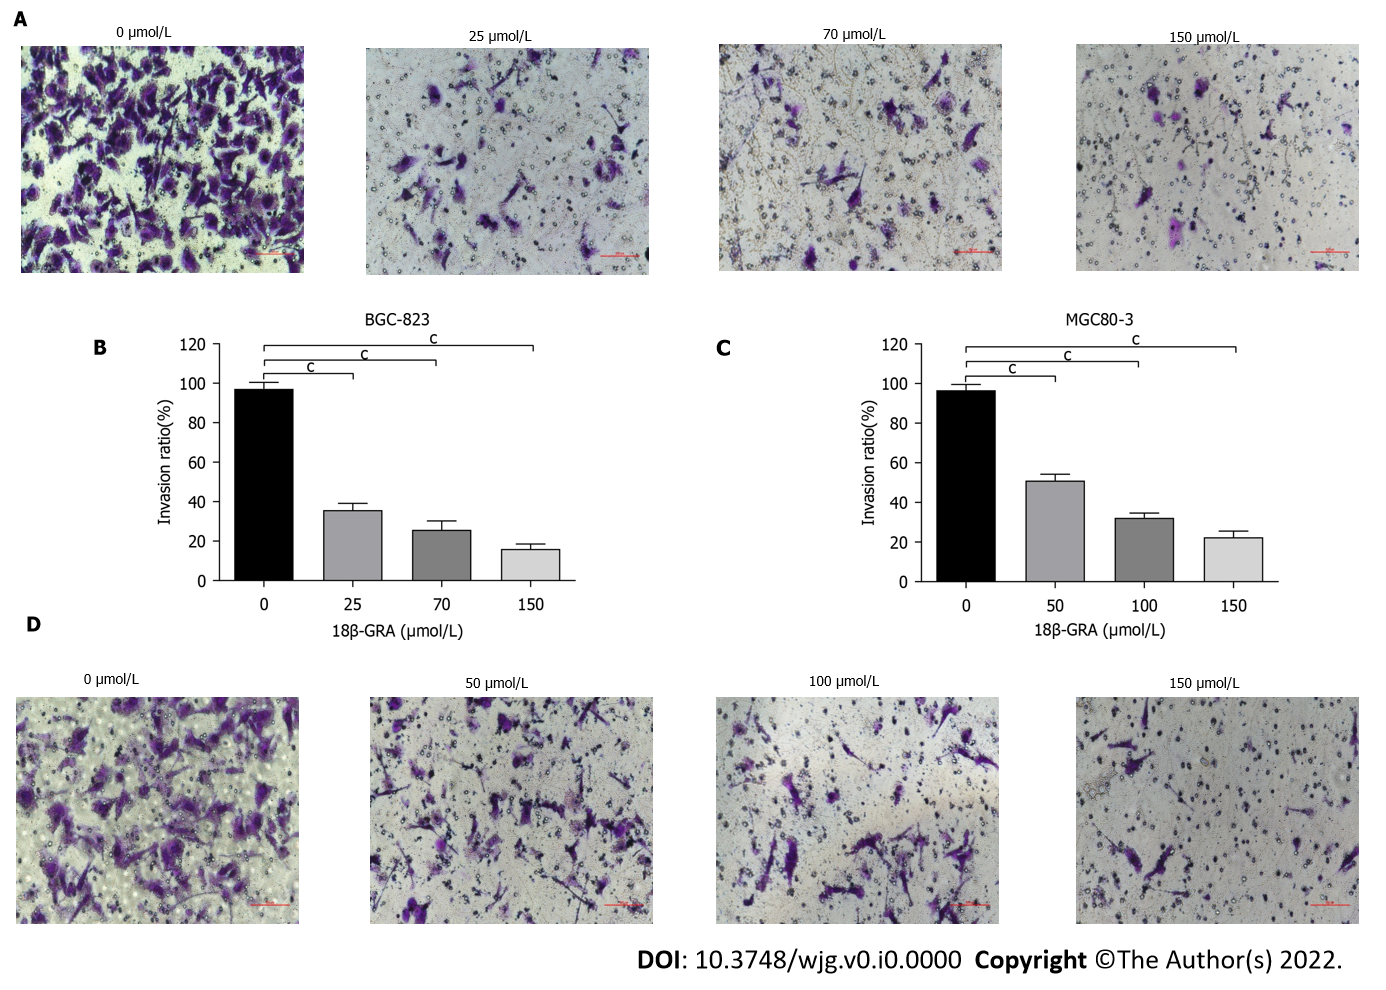 A
0 µmol/L
25 µmol/L
70 µmol/L
150 µmol/L
B
BGC-823
c
c
c
120
100
80
60
40
20
0
Invasion ratio(%)
0 25 70 150
18β-GRA (µmol/L)
C
MGC80-3
c
c
c
120
100
80
60
40
20
0
Invasion ratio(%)
0 50 100 150
18β-GRA (µmol/L)
D
0 µmol/L
50 µmol/L
100 µmol/L
150 µmol/L
DOI: 10.3748/wjg.v0.i0.0000 Copyright ©The Author(s) 2022.